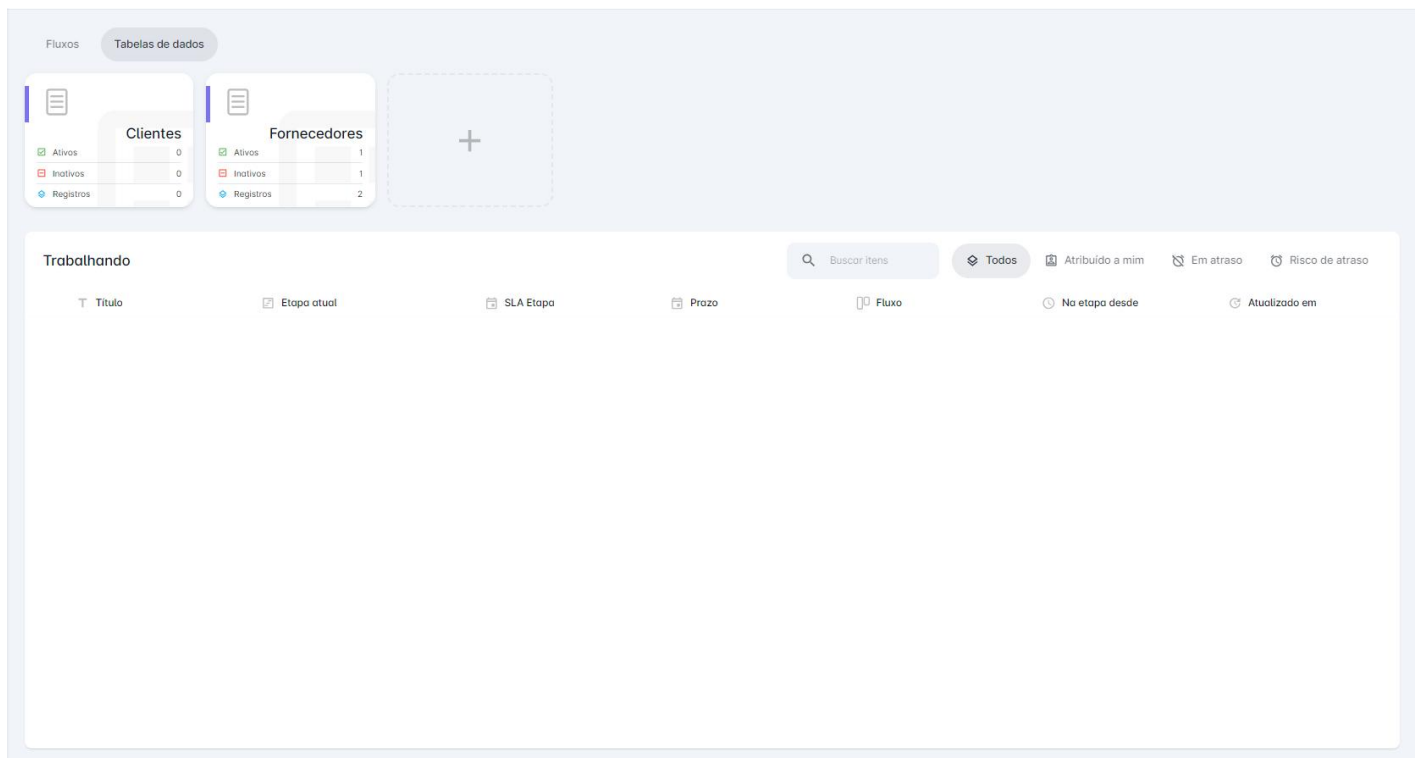 Fluxos Tabelas de dados
Clientes
Ativos 0
Inativos 0
Registros 0
Fornecedores
Ativos 1
Inativos 1
Registros 2
Trabalhando
Buscar itens Todos Atribuído a mim Em atraso Risco de atraso
Título Etapa atual SLA Etapa Prazo Fluxo Na etapa desde Atualizado em